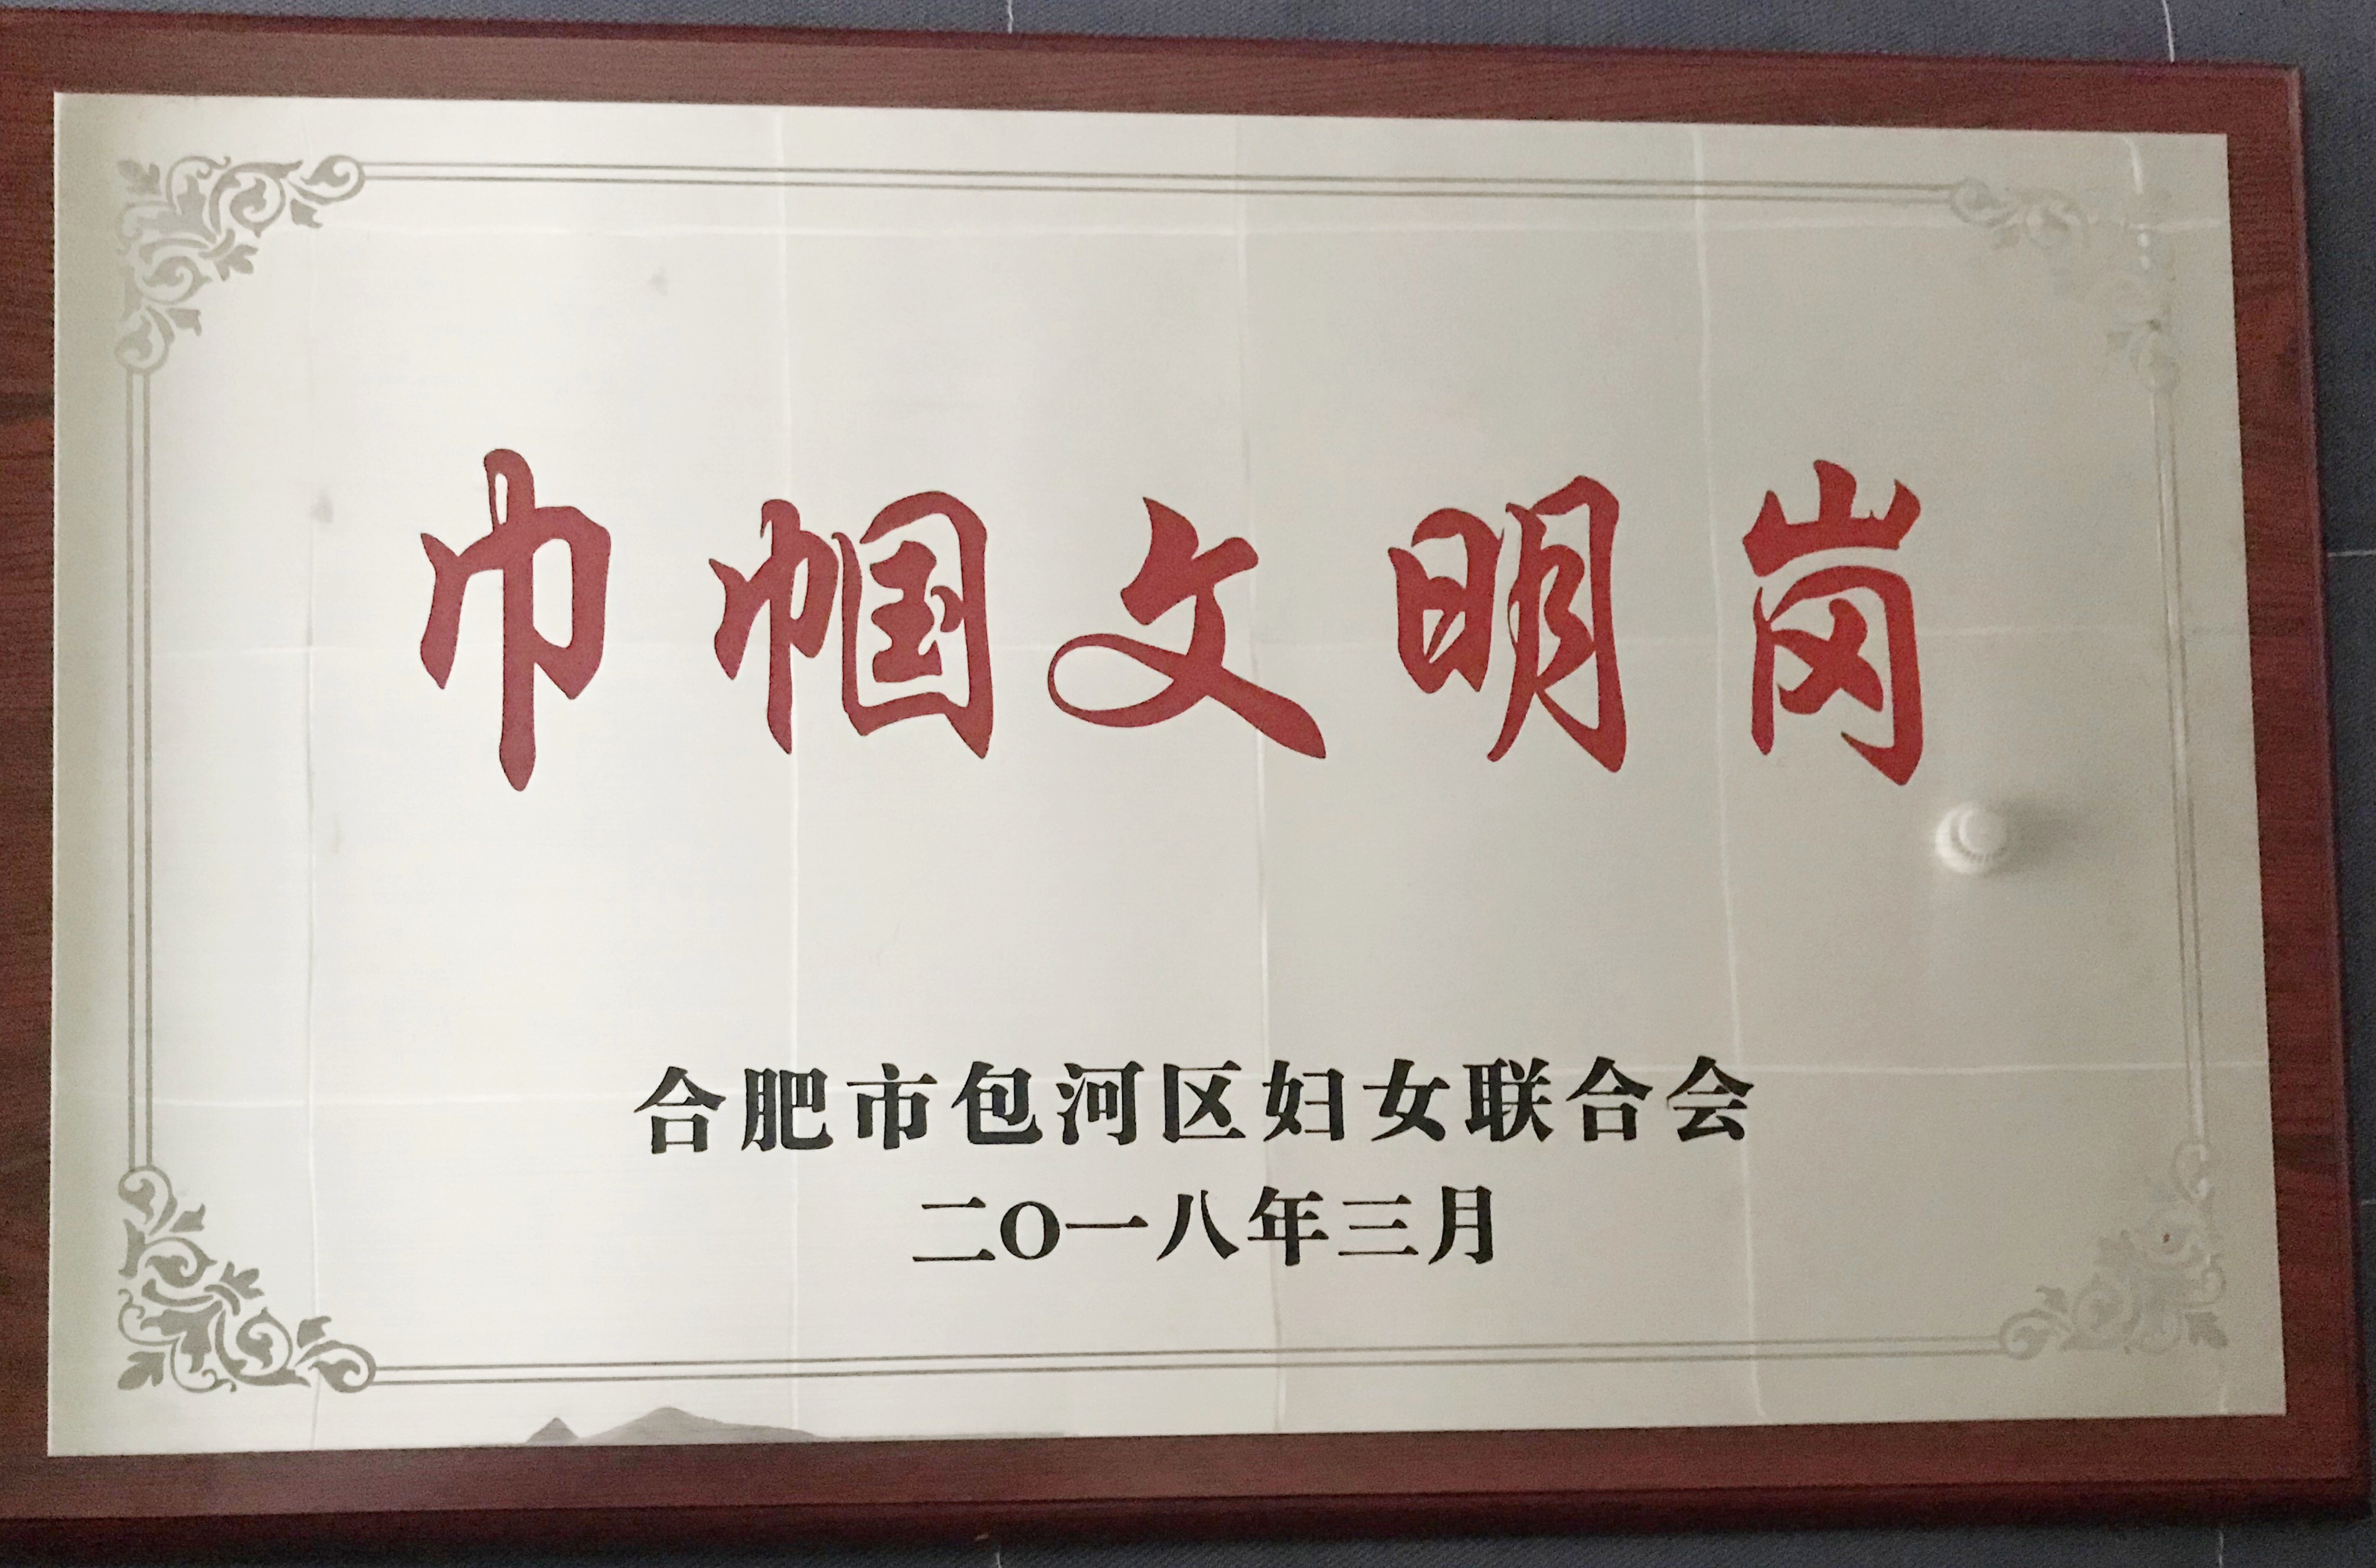 巾帼文明岗
合肥市包河区妇女联合会
二〇一八年三月